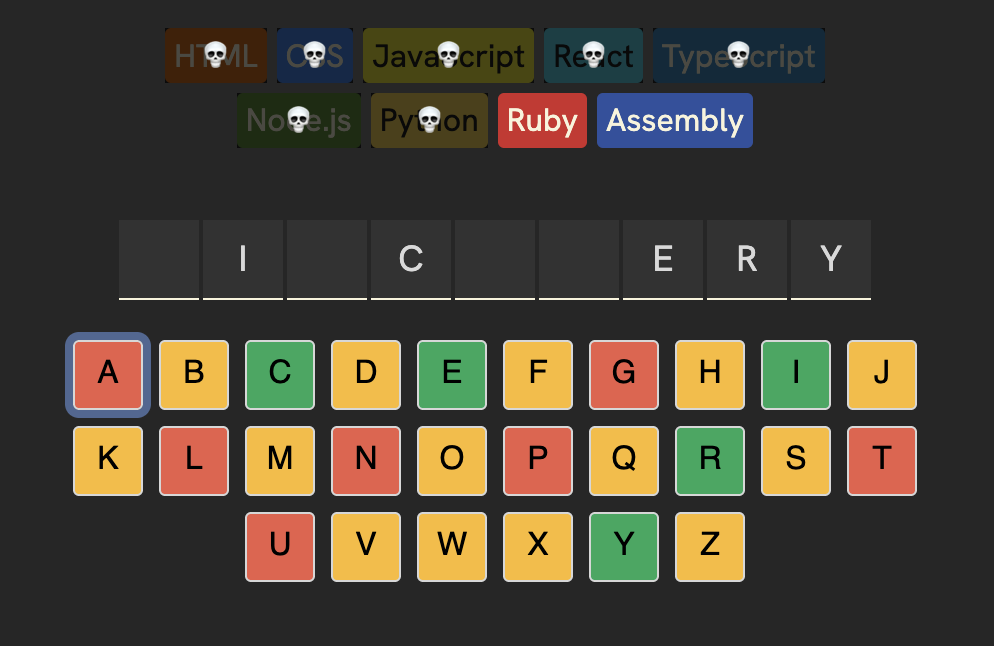 HTML CSS JavaScript React Typescript
Node.js Python Ruby Assembly
I C E R Y
A B C D E F G H I J
K L M N O P Q R S T
U V W X Y Z